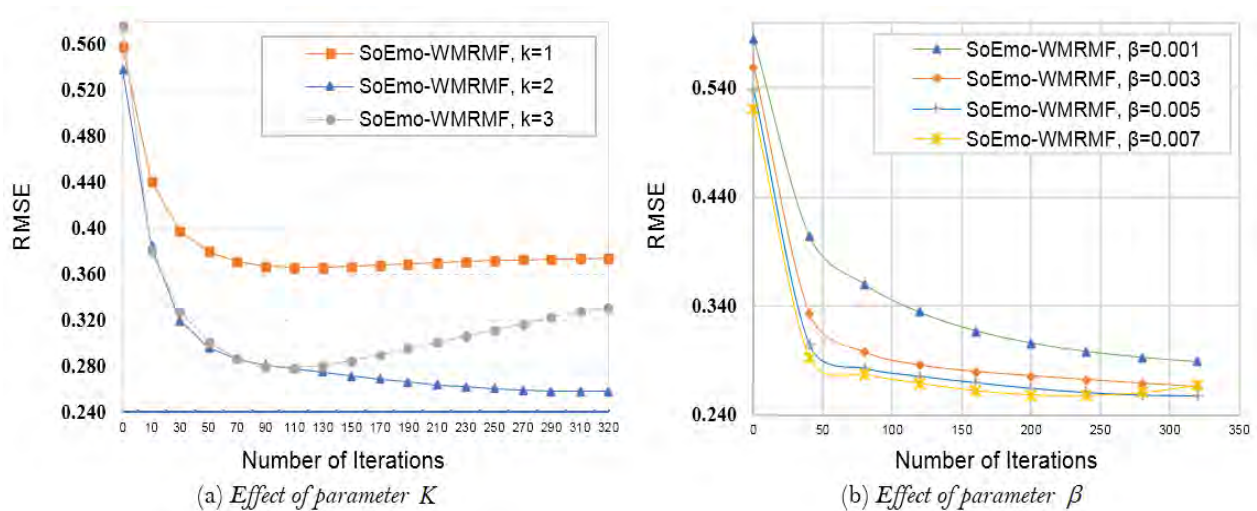 0.560
0.520
0.480
0.440
0.40
0.360
0.320
0.280
0.240
RMSE
SoEmo-WMRMF, k=1
SoEmo-WMRMF, k=2
SoEmo-WMRMF, k=3
0 10 30 50 70 90 110 130 150 170 190 210 230 250 270 290 310 320
Number of Iterations
(a) Effect of parameter K
0.540
0.440
0.340
0.240
RMSE
SoEmo-WMRMF, β=0.001
SoEmo-WMRMF, β=0.003
SoEmo-WMRMF, β=0.005
SoEmo-WMRMF, β=0.007
0 50 100 150 200 250 300 350
Number of Iterations
(b) Effect of parameter β